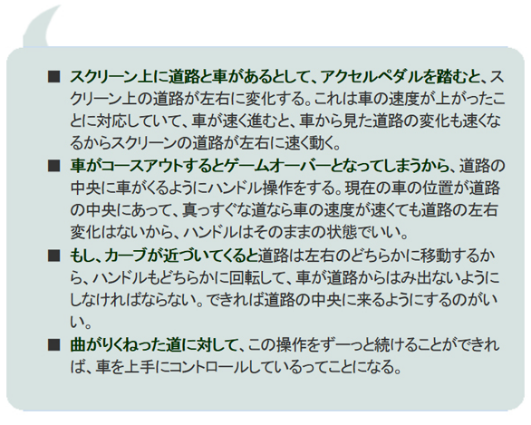 ■ スクリーン上に道路と車があるとして、アクセルペダルを踏むと、ス
クリーン上の道路が左右に変化する。これは車の速度が上がったこ
とに対応していて、車が速く進むと、車から見た道路の変化も速くな
るからスクリーンの道路が左右に速く動く。
■ 車がコースアウトするとゲームオーバーとなってしまうから、道路の
中央に車がくるようにハンドル操作をする。現在の車の位置が道路
の中央にあって、真っすぐな道なら車の速度が速くても道路の左右
変化はないから、ハンドルはそのままの状態でいい。
■ もし、カーブが近づいてくると道路は左右のどちらかに移動するか
ら、ハンドルもどちらかに回転して、車が道路からはみ出ないように
しなければならない。できれば道路の中央に来るようにするのがい
い。
■ 曲がりくねった道に対して、この操作をずーっと続けることができれ
ば、車を上手にコントロールしているってことになる。